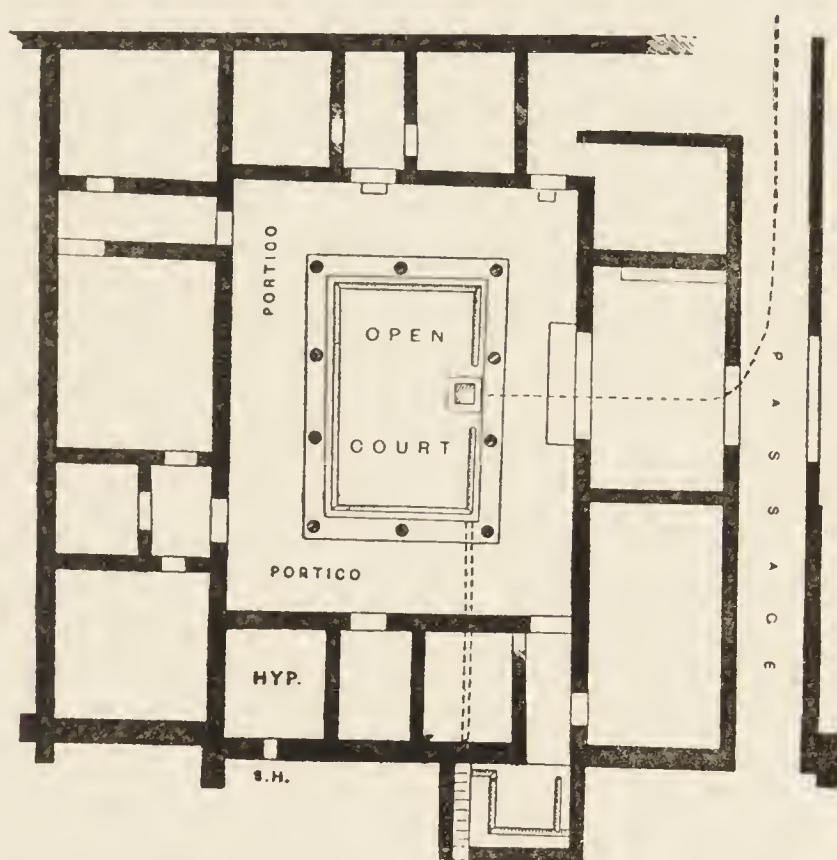 PORTICO
OPEN
COURT
PASSAGE
PORTICO
HYP.
S.H.